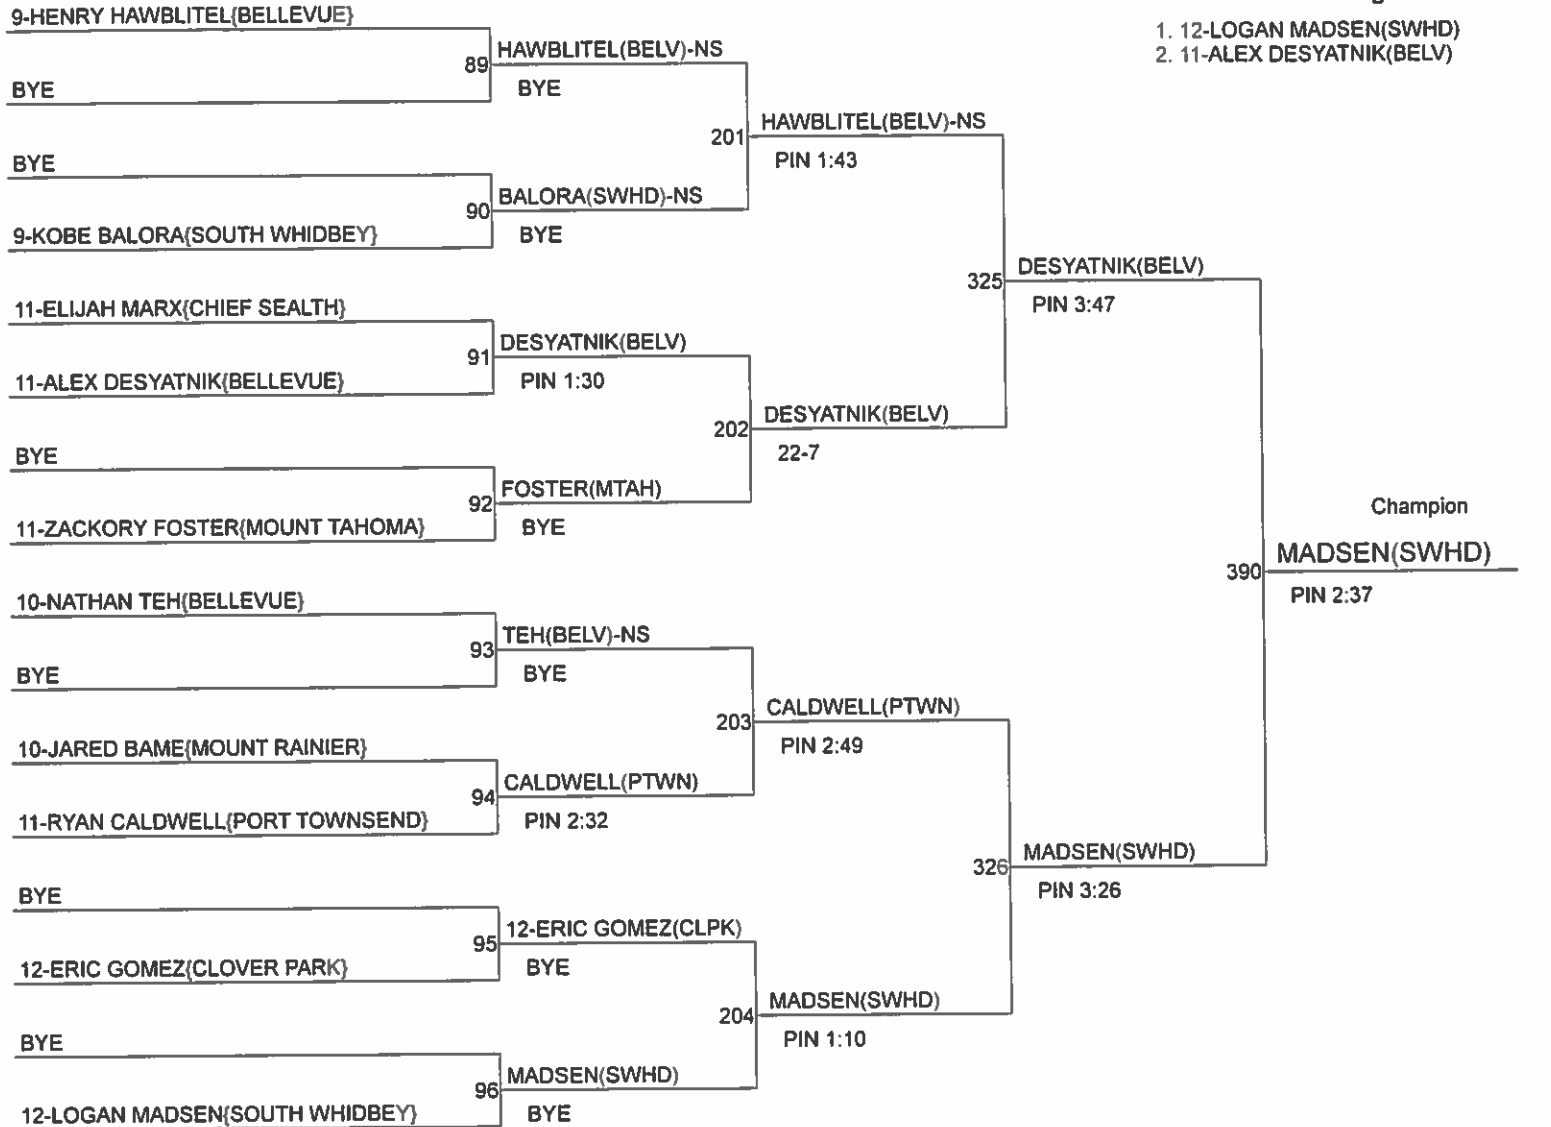 1. 12-LOGAN MADSEN(SWHD)
2. 11-ALEX DESYATNIK(BELV)
9-HENRY HAWBLITEL{BELLEVUE}
89
HAWBLITEL(BELV)-NS
BYE
BYE
201
HAWBLITEL(BELV)-NS
PIN 1:43
BYE
90
BALORA(SWHD)-NS
BYE
9-KOBE BALORA{SOUTH WHIDBEY}
325
DESYATNIK(BELV)
PIN 3:47
11-ELIJAH MARX{CHIEF SEALTH}
91
DESYATNIK(BELV)
PIN 1:30
11-ALEX DESYATNIK{BELLEVUE}
202
DESYATNIK(BELV)
22-7
BYE
92
FOSTER(MTAH)
BYE
11-ZACKORY FOSTER{MOUNT TAHOMA}
Champion
390
MADSEN(SWHD)
PIN 2:37
10-NATHAN TEH{BELLEVUE}
93
TEH(BELV)-NS
BYE
BYE
203
CALDWELL(PTWN)
PIN 2:49
10-JARED BAME{MOUNT RAINIER}
94
CALDWELL(PTWN)
PIN 2:32
11-RYAN CALDWELL{PORT TOWNSEND}
326
MADSEN(SWHD)
PIN 3:26
BYE
95
12-ERIC GOMEZ(CLPK)
BYE
12-ERIC GOMEZ{CLOVER PARK}
204
MADSEN(SWHD)
PIN 1:10
BYE
96
MADSEN(SWHD)
BYE
12-LOGAN MADSEN{SOUTH WHIDBEY}